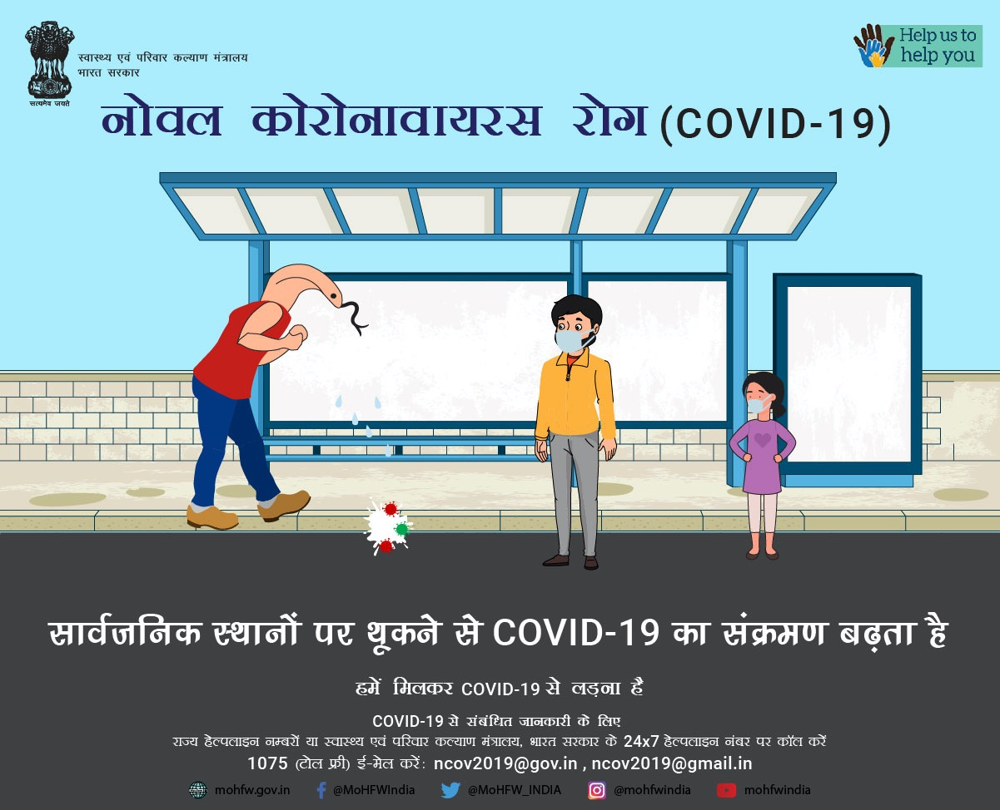 स्वास्थ्य एवं परिवार कल्याण मंत्रालय
भारत सरकार
सत्यमेव जयते
Help us to
help you
नोवल कोरोनावायरस रोग (COVID-19)
सार्वजनिक स्थानों पर थूकने से COVID-19 का संक्रमण बढ़ता है
हमें मिलकर COVID-19 से लड़ना है
COVID-19 से संबंधित जानकारी के लिए
राज्य हेल्पलाइन नम्बरों या स्वास्थ्य एवं परिवार कल्याण मंत्रालय, भारत सरकार के 24x7 हेल्पलाइन नंबर पर कॉल करें
1075 (टोल फ्री) ई-मेल करें: ncov2019@gov.in , ncov2019@gmail.in
mohfw.gov.in @MoHFWIndia @MoHFW_INDIA @mohfwindia mohfwindia